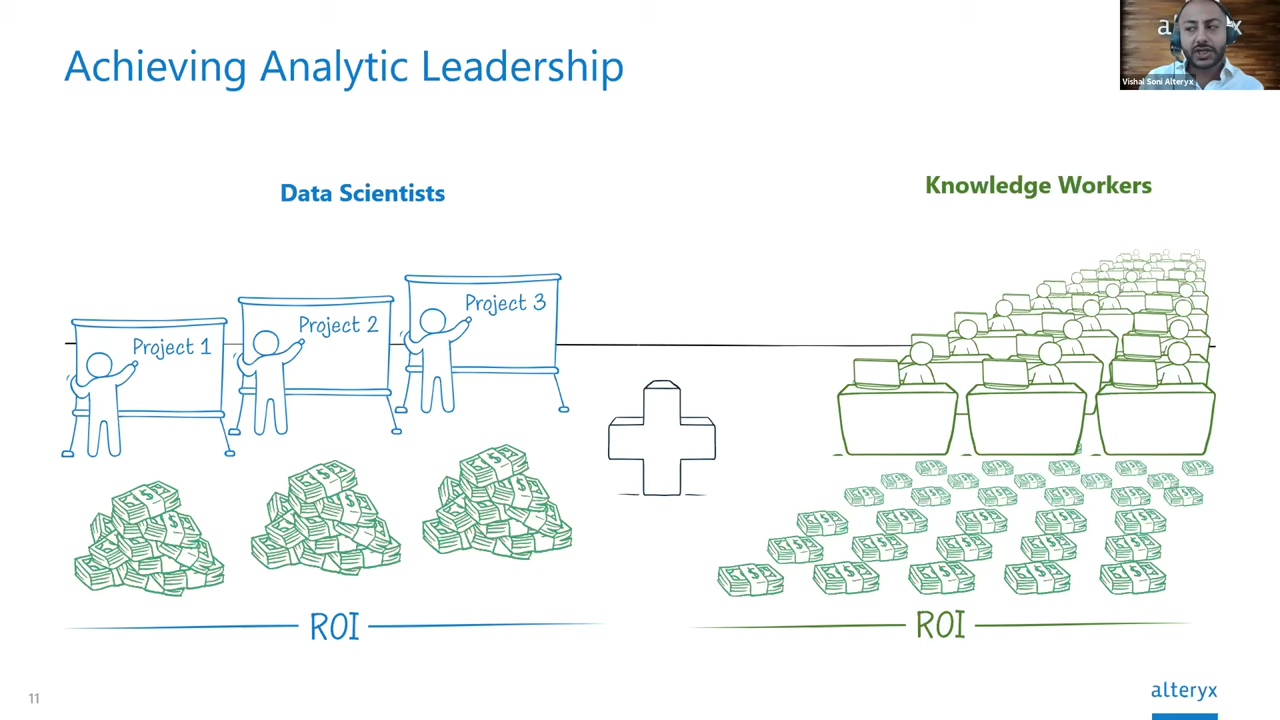 Achieving Analytic Leadership
alteryx
Vishal Soni Alteryx
Data Scientists
Knowledge Workers
Project 1
Project 2
Project 3
ROI
ROI
11
alteryx